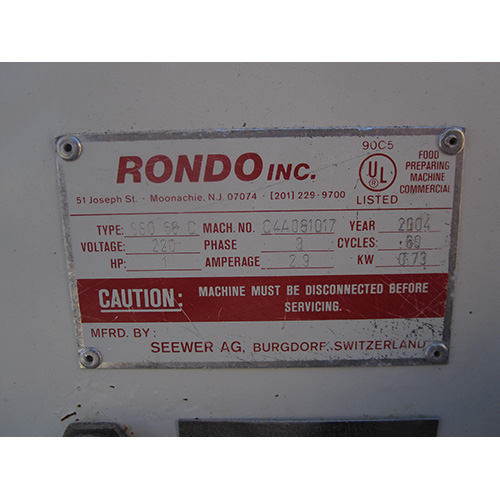 90C5
RONDO INC.
UL
®
LISTED
FOOD
PREPARING
MACHINE
COMMERCIAL
51 Joseph St. · Moonachie, N.J. 07074 · (201) 229-9700
TYPE: SSO 68 C MACH. NO. C4A081017 YEAR 2004
VOLTAGE: 220 PHASE 3 CYCLES: 60
HP: AMPERAGE 2.9 KW 0.73
CAUTION: MACHINE MUST BE DISCONNECTED BEFORE
SERVICING.
MFRD. BY:
SEEWER AG, BURGDORF, SWITZERLAND